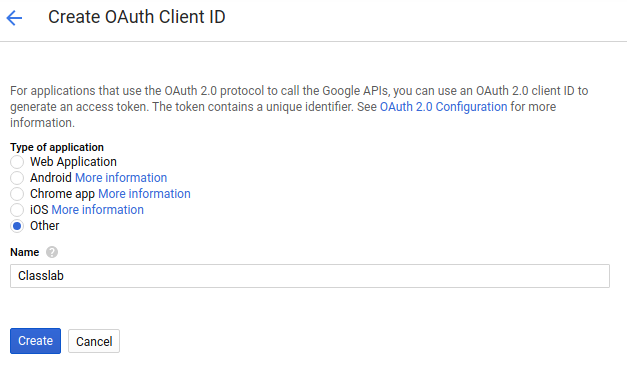 Create OAuth Client ID
For applications that use the OAuth 2.0 protocol to call the Google APIs, you can use an OAuth 2.0 client ID to
generate an access token. The token contains a unique identifier. See OAuth 2.0 Configuration for more
information.
Type of application
Web Application
Android More information
Chrome app More information
iOS More information
Other
Name ?
Classlab
Create Cancel